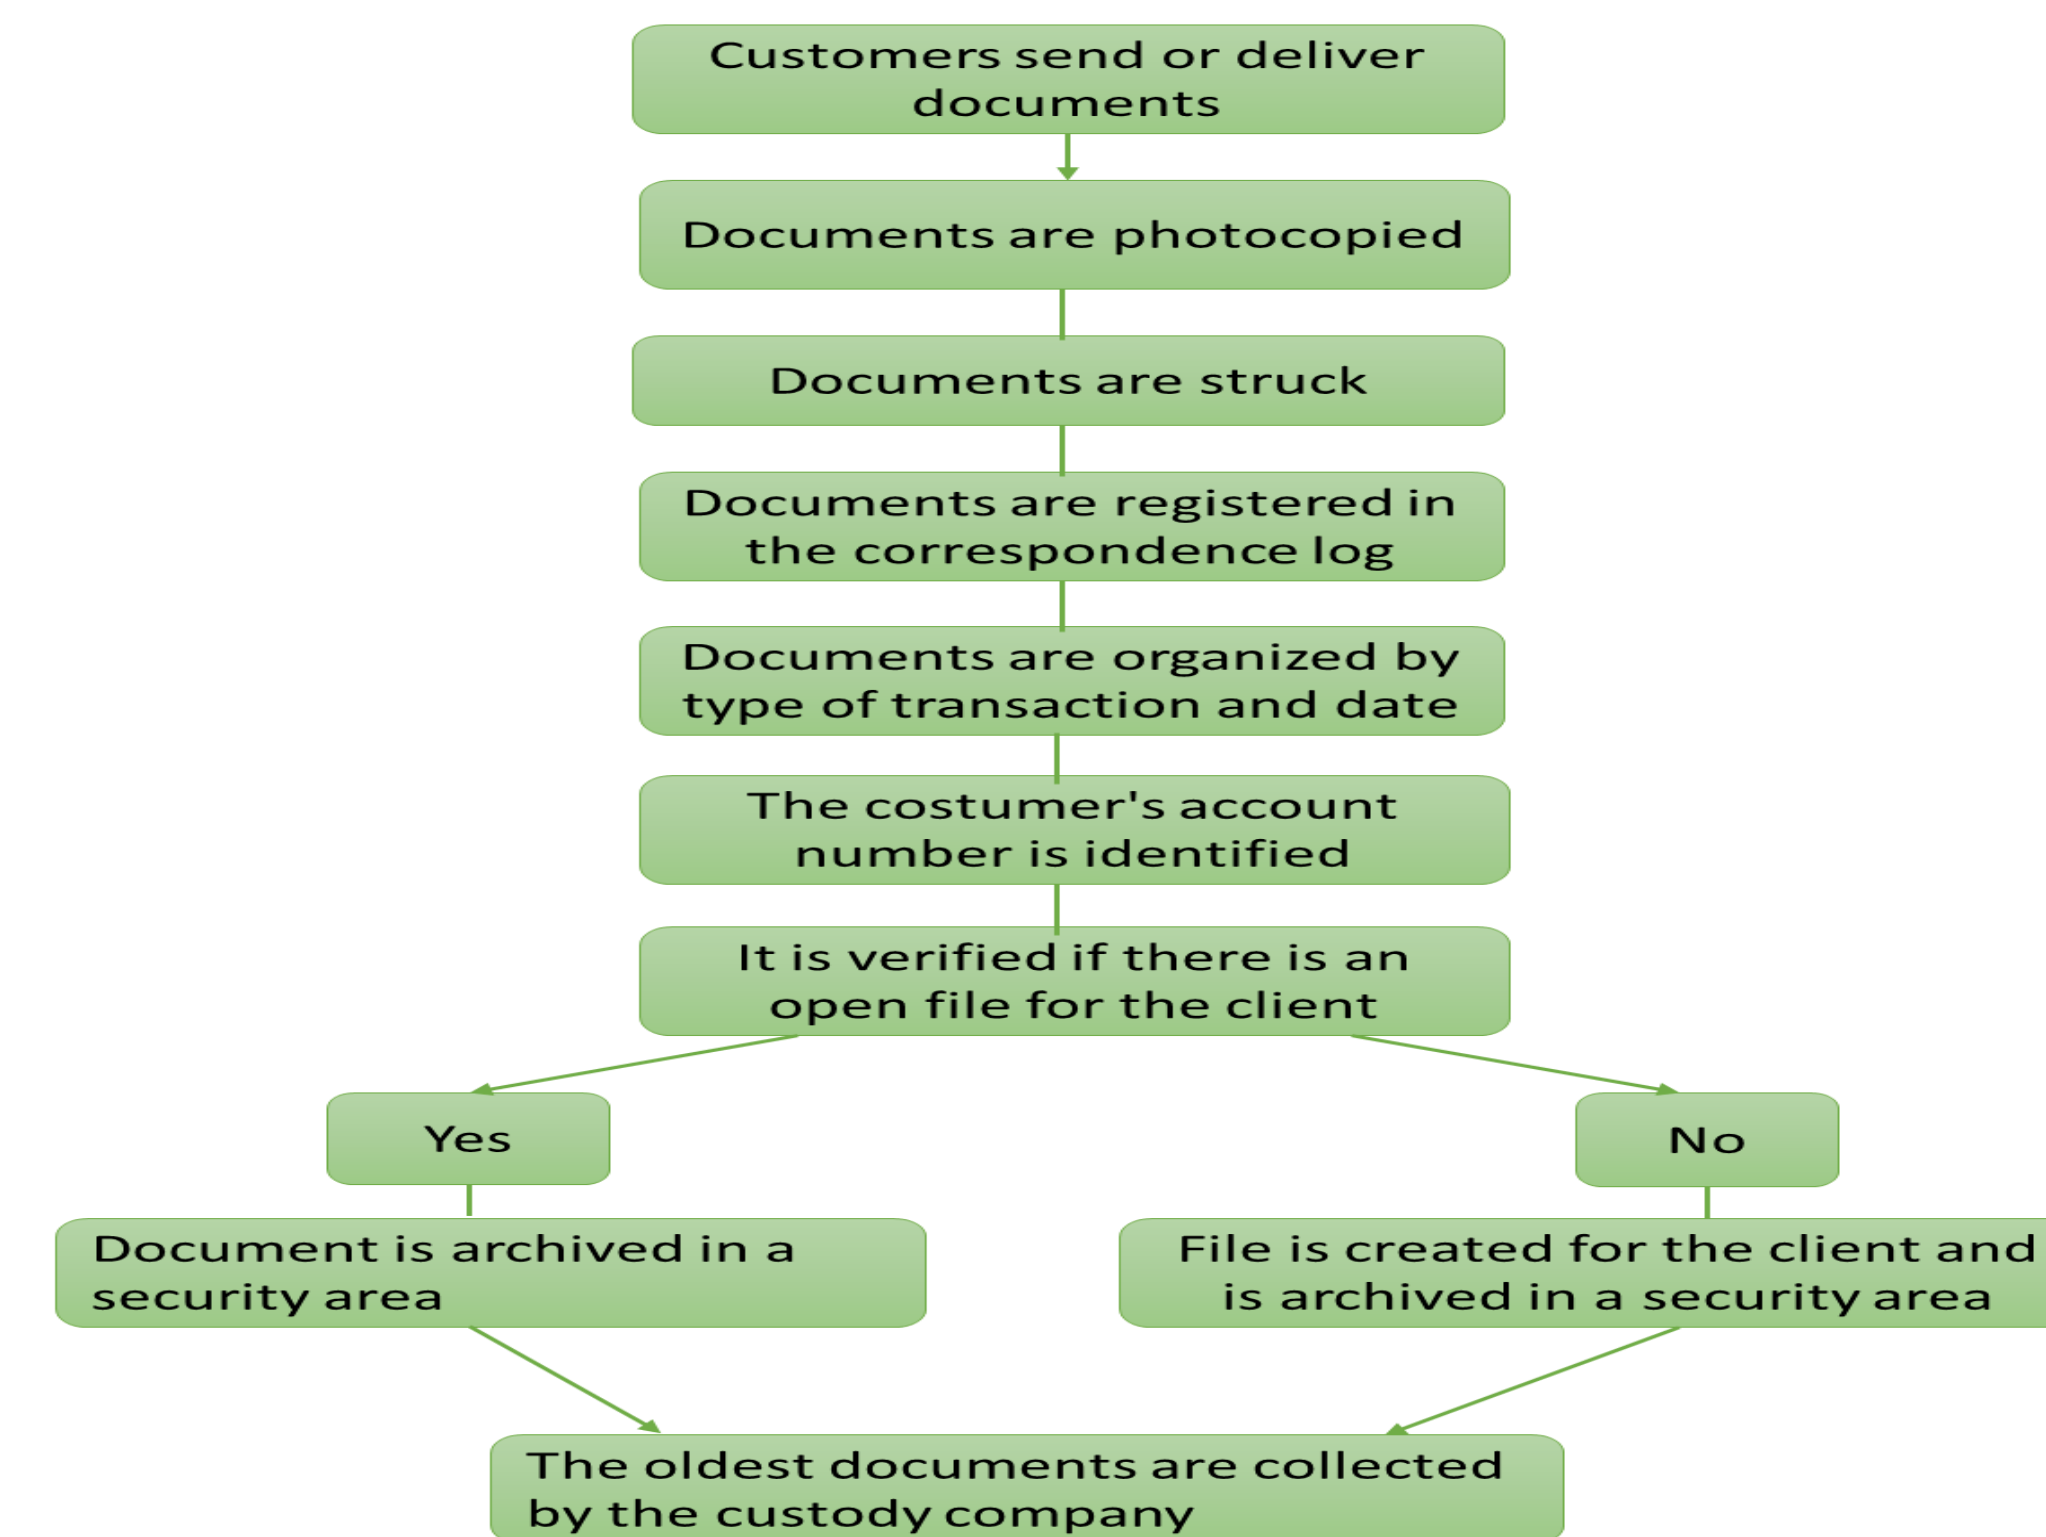 Customers send or deliver
documents
Documents are photocopied
Documents are struck
Documents are registered in
the correspondence log
Documents are organized by
type of transaction and date
The costumer's account
number is identified
It is verified if there is an
open file for the client
Yes
No
Document is archived in a
security area
File is created for the client and
is archived in a security area
The oldest documents are collected
by the custody company